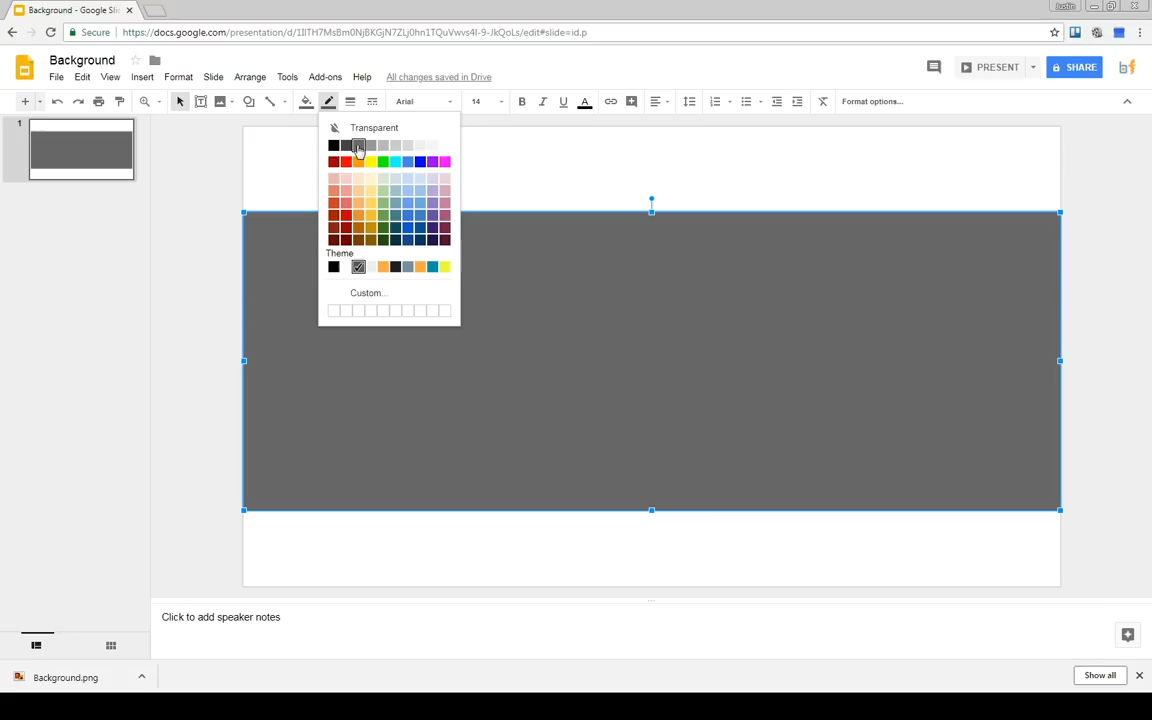 Background - Google Slid
Justin
Secure
https://docs.google.com/presentation/d/1IlTH7MsBm0NjBKGjN7ZLj0hn1TQuVwvs4I-9-JkQoLs/edit#slide=id.p
Background
PRESENT
SHARE
File Edit View Insert Format Slide Arrange Tools Add-ons Help All changes saved in Drive
Arial 14 B I U A Format options...
1
Transparent
Theme
Custom...
Click to add speaker notes
Background.png
Show all